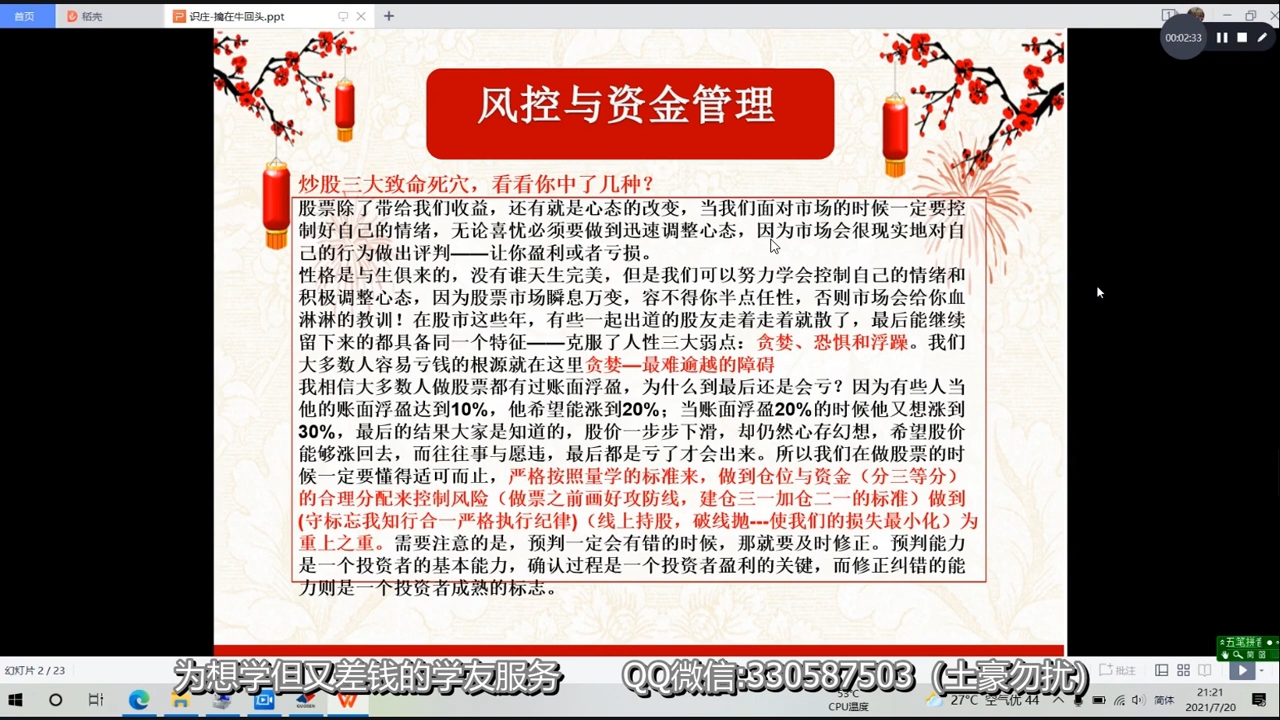 首页
稻壳
识庄-擒在牛回头.ppt
00:02:33
风控与资金管理
炒股三大致命死穴，看看你中了几种？
股票除了带给我们收益，还有就是心态的改变，当我们面对市场的时候一定要控
制好自己的情绪，无论喜忧必须要做到迅速调整心态，因为市场会很现实地对自
己的行为做出评判——让你盈利或者亏损。
性格是与生俱来的，没有谁天生完美，但是我们可以努力学会控制自己的情绪和
积极调整心态，因为股票市场瞬息万变，容不得你半点任性，否则市场会给你血
淋淋的教训！在股市这些年，有些一起出道的股友走着走着就散了，最后能继续
留下来的都具备同一个特征——克服了人性三大弱点：贪婪、恐惧和浮躁。我们
大多数人容易亏钱的根源就在这里贪婪—最难逾越的障碍
我相信大多数人做股票都有过账面浮盈，为什么到最后还是会亏？因为有些人当
他的账面浮盈达到10%，他希望能涨到20%；当账面浮盈20%的时候他又想涨到
30%，最后的结果大家是知道的，股价一步步下滑，却仍然心存幻想，希望股价
能够涨回去，而往往事与愿违，最后都是亏了才会出来。所以我们在做股票的时
候一定要懂得适可而止，严格按照量学的标准来，做到仓位与资金（分三等分）
的合理分配来控制风险（做票之前画好攻防线，建仓三一加仓二一的标准）做到
(守标忘我知行合一严格执行纪律)（线上持股，破线抛---使我们的损失最小化）为
重上之重。需要注意的是，预判一定会有错的时候，那就要及时修正。预判能力
是一个投资者的基本能力，确认过程是一个投资者盈利的关键，而修正纠错的能
力则是一个投资者成熟的标志。
五笔拼音
幻灯片 2 / 23
批注
为想学但又差钱的学友服务 QQ微信:330587503（土豪勿扰）
53°C
CPU温度
27°C 空气优 44
简体
21:21
2021/7/20